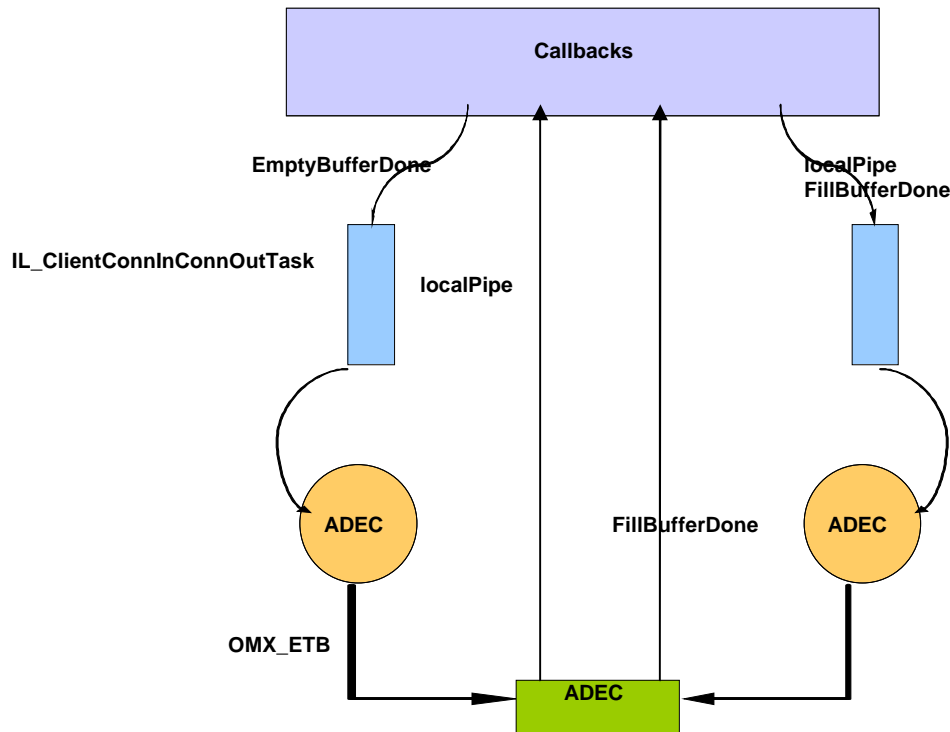 Callbacks
EmptyBufferDone
localPipe
FillBufferDone
IL_ClientConnInConnOutTask
localPipe
ADEC
FillBufferDone
ADEC
OMX_ETB
ADEC